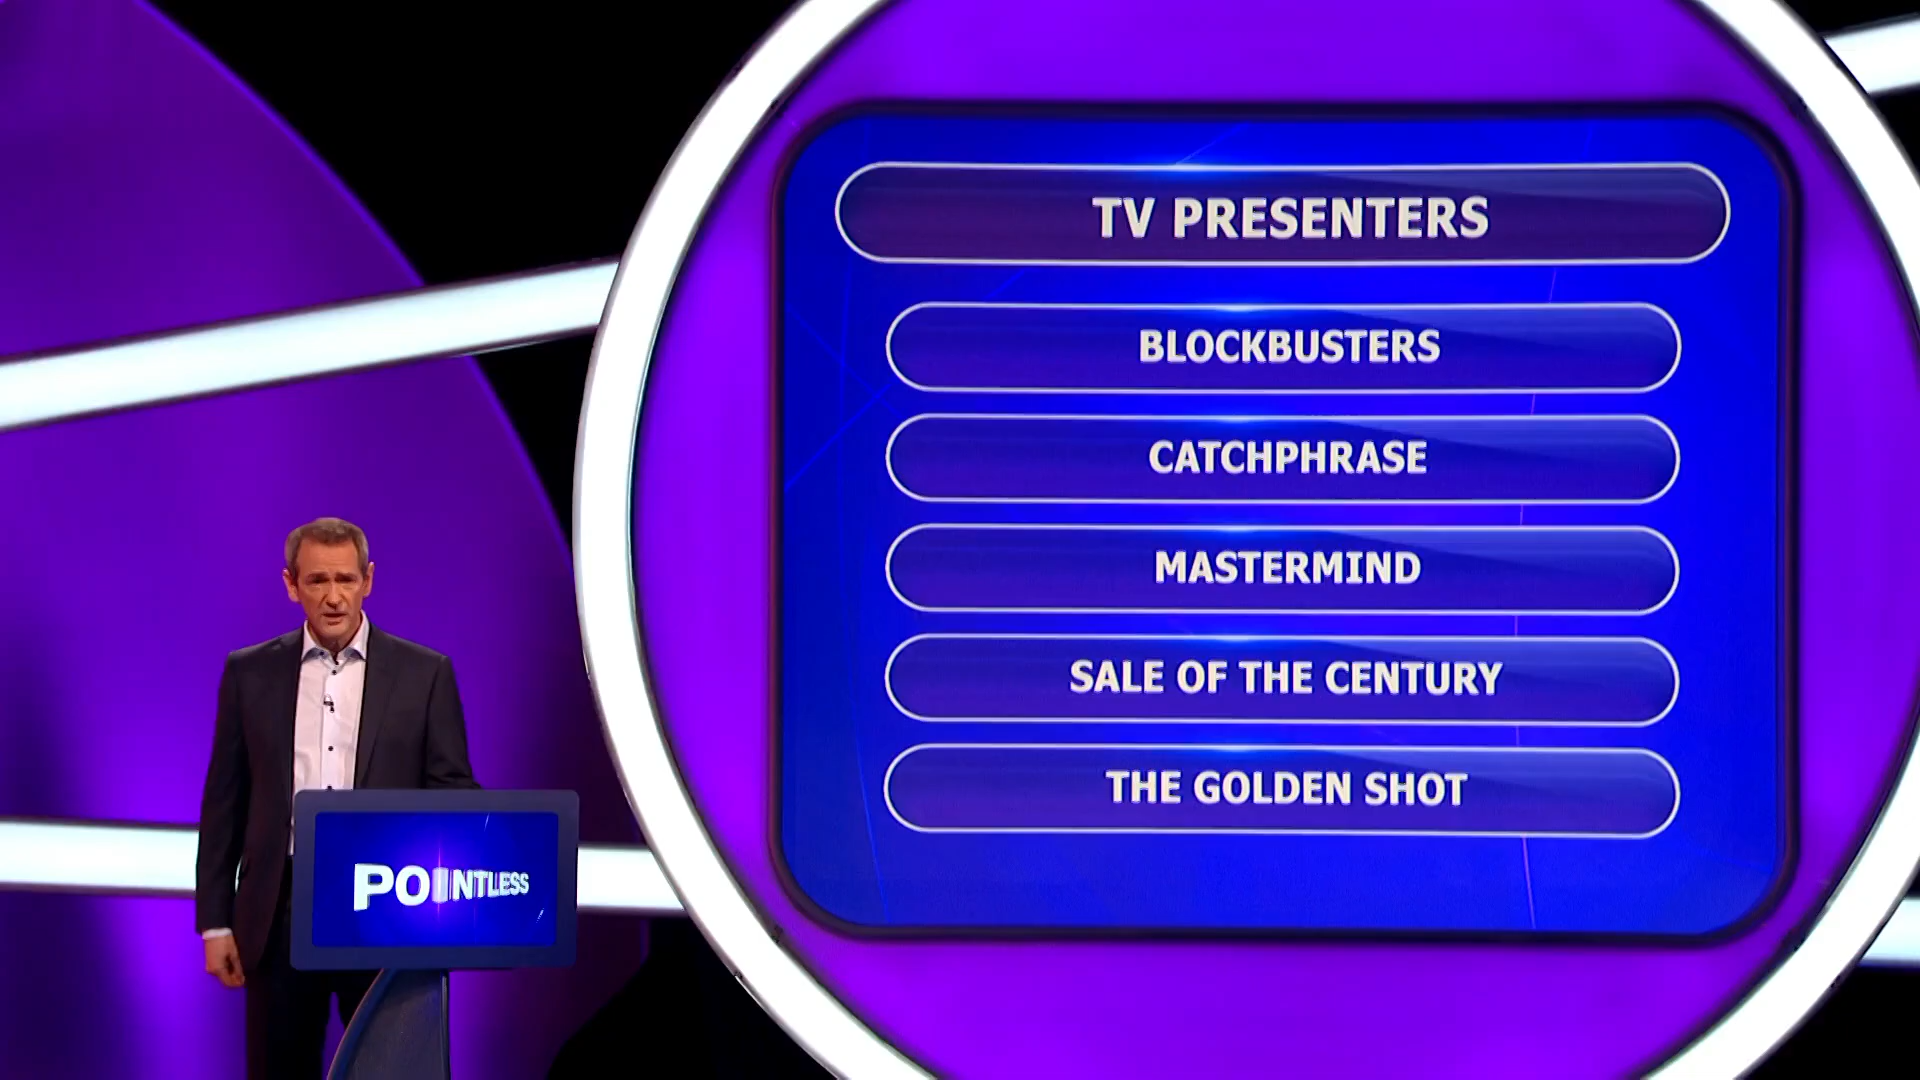 TV PRESENTERS
BLOCKBUSTERS
CATCHPHRASE
MASTERMIND
SALE OF THE CENTURY
THE GOLDEN SHOT
POINTLESS